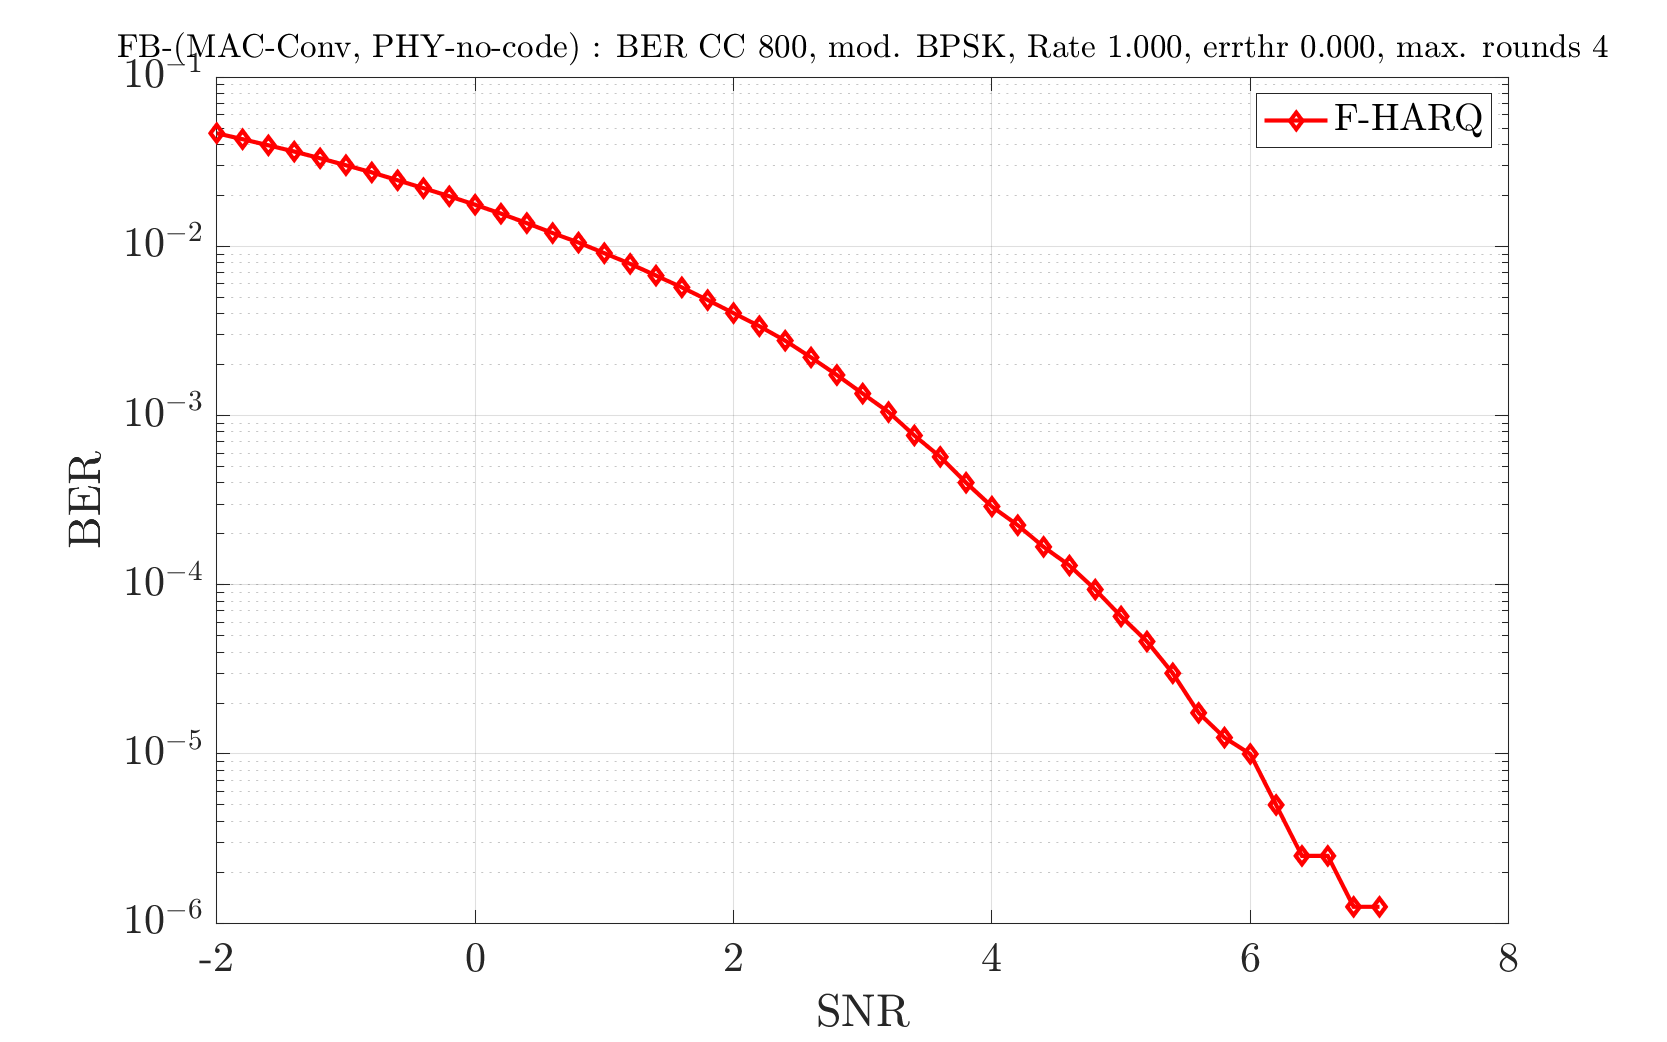 FB-(MAC-Conv, PHY-no-code) : BER CC 800, mod. BPSK, Rate 1.000, errthr 0.000, max. rounds 4
F-HARQ
10⁻¹
10⁻²
10⁻³
10⁻⁴
10⁻⁵
10⁻⁶
BER
-2 0 2 4 6 8
SNR